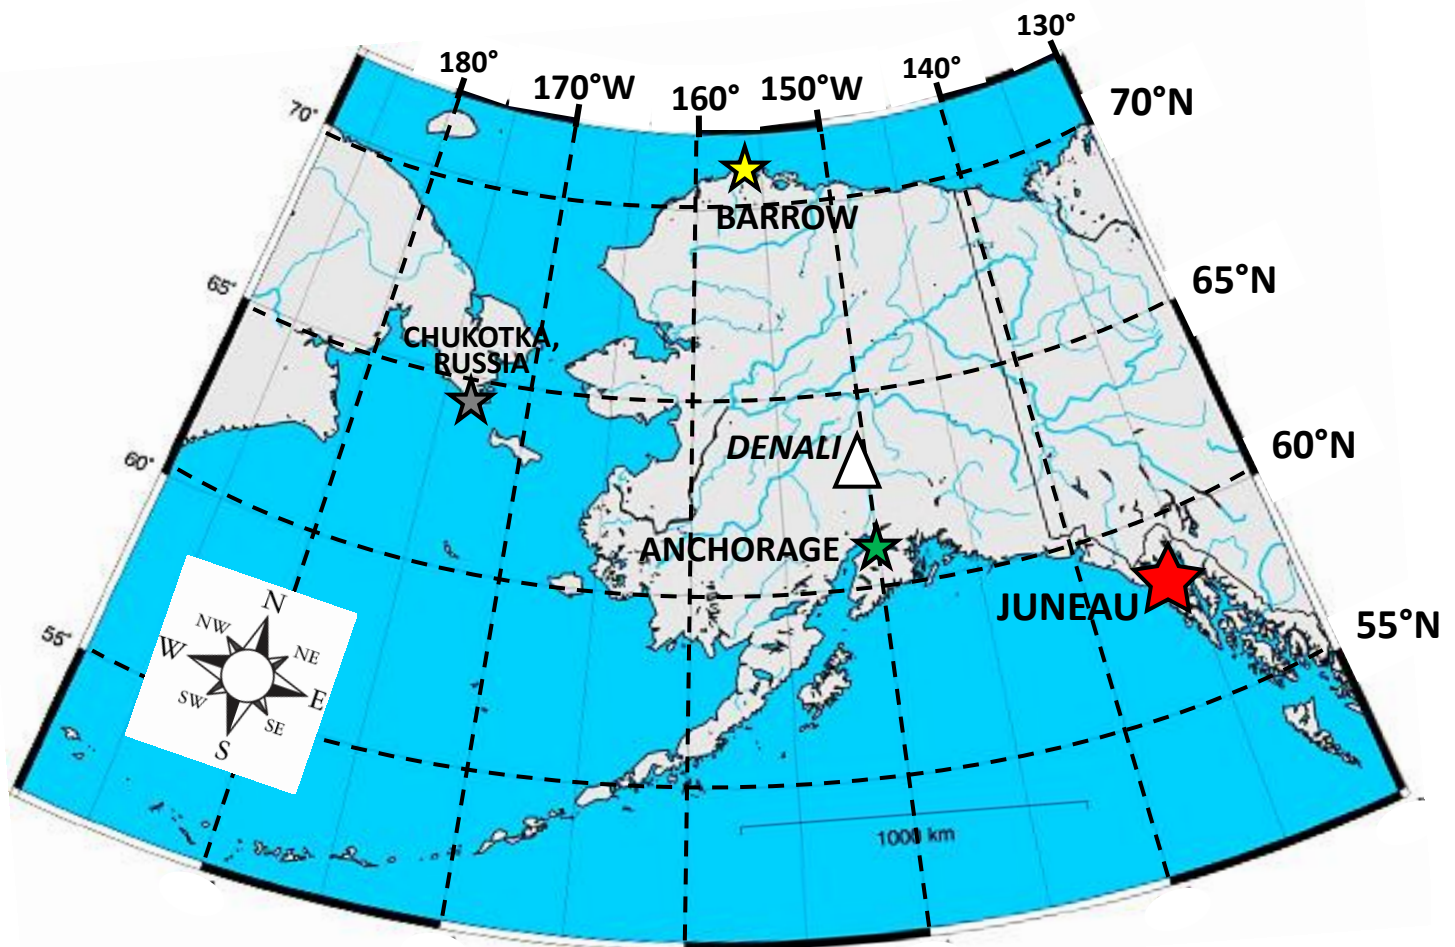 130°
180°
140°
170°W
150°W
160°
70°N
70°
BARROW
65°N
65°
CHUKOTKA,
RUSSIA
DENALI
60°N
60°
ANCHORAGE
JUNEAU
55°N
55°
N
NW
NE
W
E
SW
SE
S
1000 km